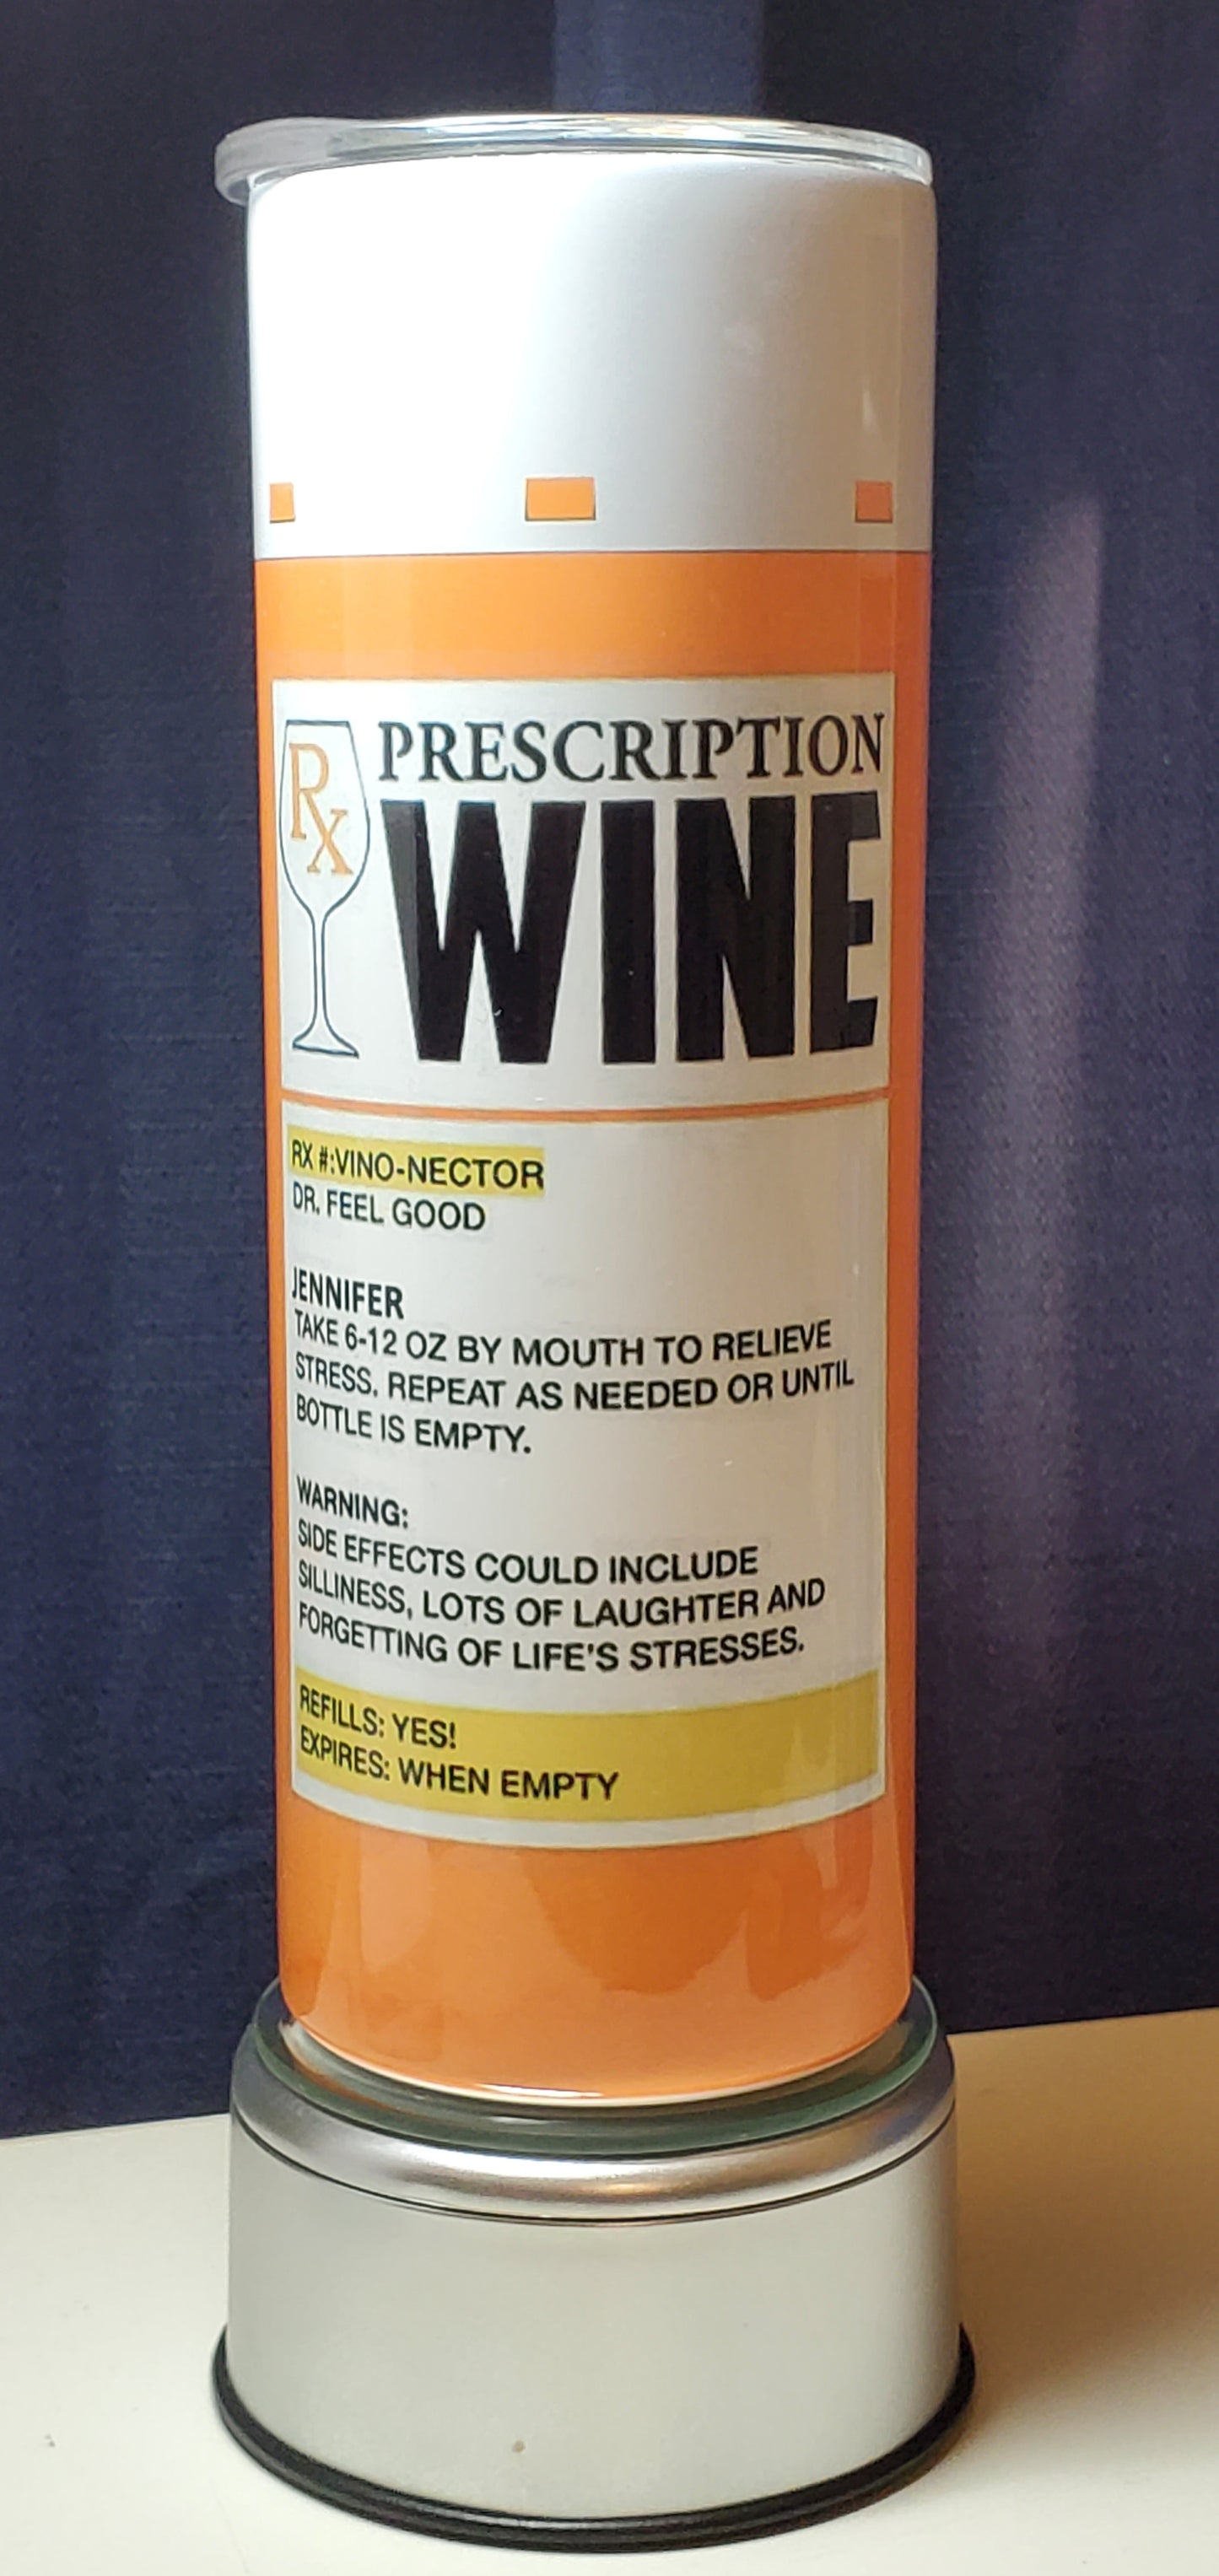 Rx
PRESCRIPTION
WINE
RX #:VINO-NECTOR
DR. FEEL GOOD
JENNIFER
TAKE 6-12 OZ BY MOUTH TO RELIEVE
STRESS. REPEAT AS NEEDED OR UNTIL
BOTTLE IS EMPTY.
WARNING:
SIDE EFFECTS COULD INCLUDE
SILLINESS, LOTS OF LAUGHTER AND
FORGETTING OF LIFE'S STRESSES.
REFILLS: YES!
EXPIRES: WHEN EMPTY